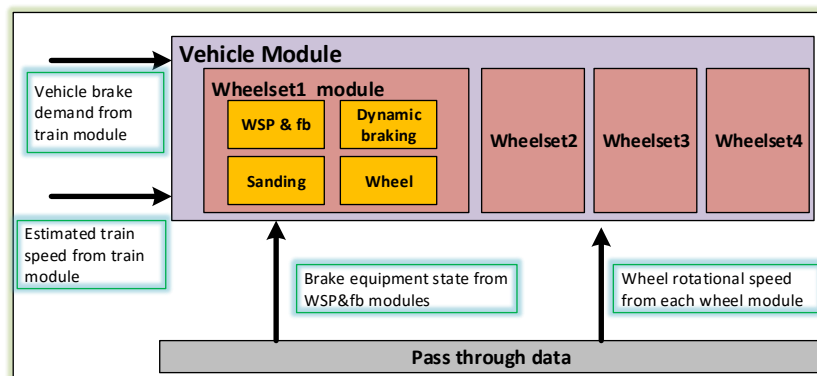 Vehicle Module
Vehicle brake
demand from
train module
Wheelset1 module
WSP & fb
Dynamic
braking
Sanding
Wheel
Wheelset2
Wheelset3
Wheelset4
Estimated train
speed from train
module
Brake equipment state from
WSP&fb modules
Wheel rotational speed
from each wheel module
Pass through data